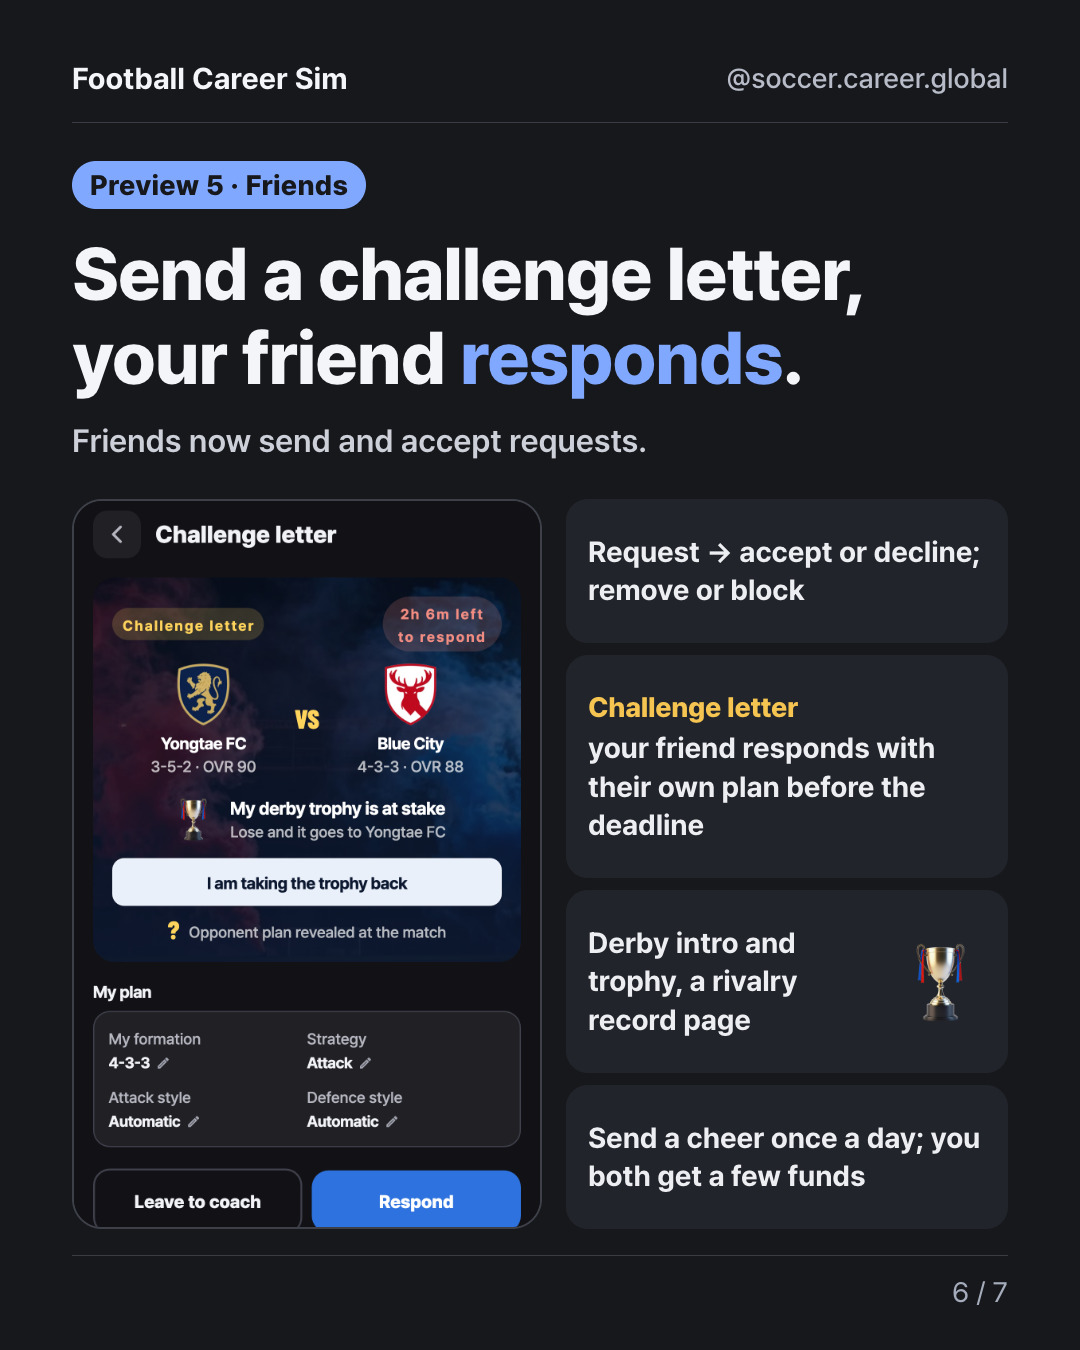 Football Career Sim
@soccer.career.global
Preview 5 · Friends
Send a challenge letter,
your friend responds.
Friends now send and accept requests.
Challenge letter
Challenge letter
2h 6m left
to respond
VS
Yongtae FC
3-5-2 · OVR 90
Blue City
4-3-3 · OVR 88
My derby trophy is at stake
Lose and it goes to Yongtae FC
I am taking the trophy back
? Opponent plan revealed at the match
My plan
My formation
4-3-3
Strategy
Attack
Attack style
Automatic
Defence style
Automatic
Leave to coach
Respond
Request → accept or decline;
remove or block
Challenge letter
your friend responds with
their own plan before the
deadline
Derby intro and
trophy, a rivalry
record page
Send a cheer once a day; you
both get a few funds
6 / 7